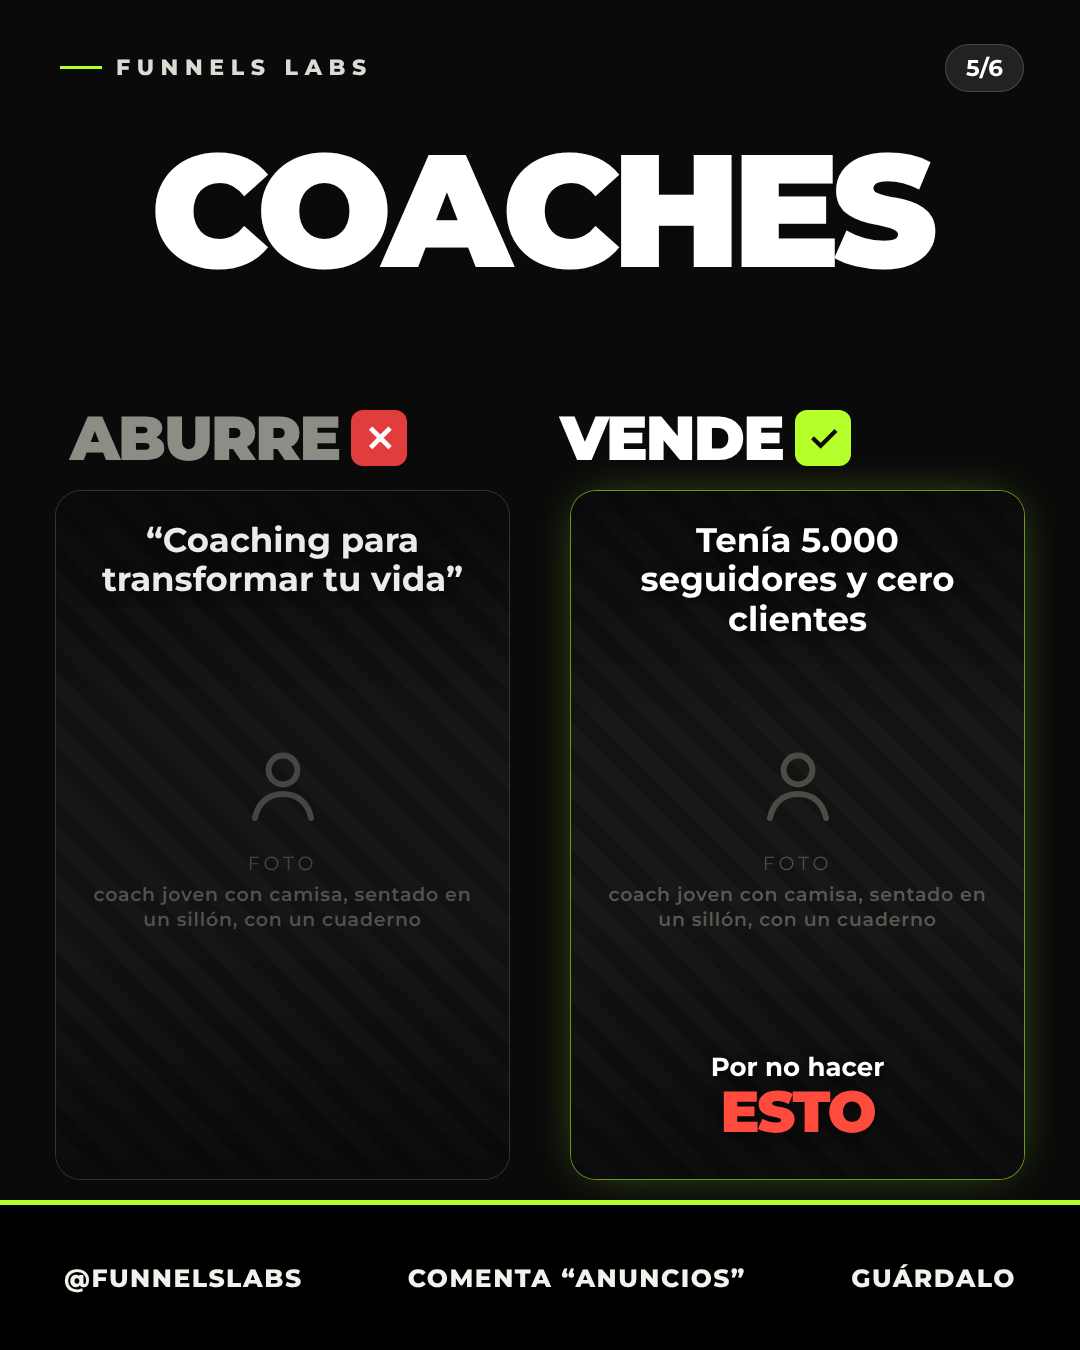 FUNNELS LABS
5/6
COACHES
ABURRE
VENDE
“Coaching para
transformar tu vida”
FOTO
coach joven con camisa, sentado en
un sillón, con un cuaderno
Tenía 5.000
seguidores y cero
clientes
FOTO
coach joven con camisa, sentado en
un sillón, con un cuaderno
Por no hacer
ESTO
@FUNNELSLABS
COMENTA “ANUNCIOS”
GUÁRDALO